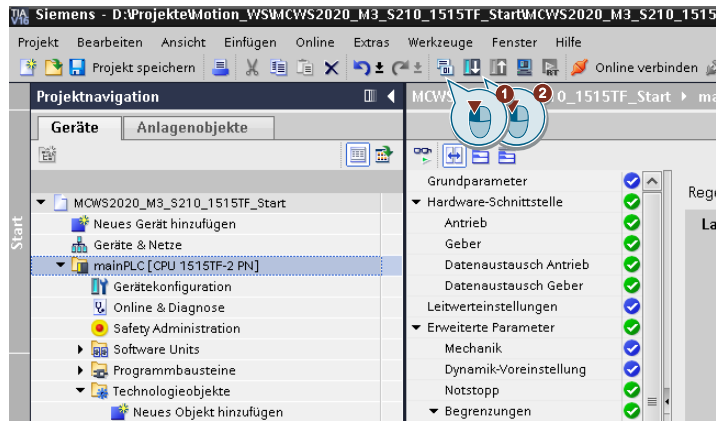 Siemens - D:\Projekte\Motion_WS\MCWS2020_M3_S210_1515TF_Start\MCWS2020_M3_S210_1515
Projekt Bearbeiten Ansicht Einfügen Online Extras Werkzeuge Fenster Hilfe
Projekt speichern Online verbinden
Projektnavigation
MCWS 0_1515TF_Start
1 2
Geräte Anlagenobjekte
Start
MCWS2020_M3_S210_1515TF_Start
Neues Gerät hinzufügen
Geräte & Netze
mainPLC [CPU 1515TF-2 PN]
Gerätekonfiguration
Online & Diagnose
Safety Administration
Software Units
Programmbausteine
Technologieobjekte
Neues Objekt hinzufügen
Grundparameter
Hardware-Schnittstelle
Antrieb
Geber
Datenaustausch Antrieb
Datenaustausch Geber
Leitwerteinstellungen
Erweiterte Parameter
Mechanik
Dynamik-Voreinstellung
Notstopp
Begrenzungen